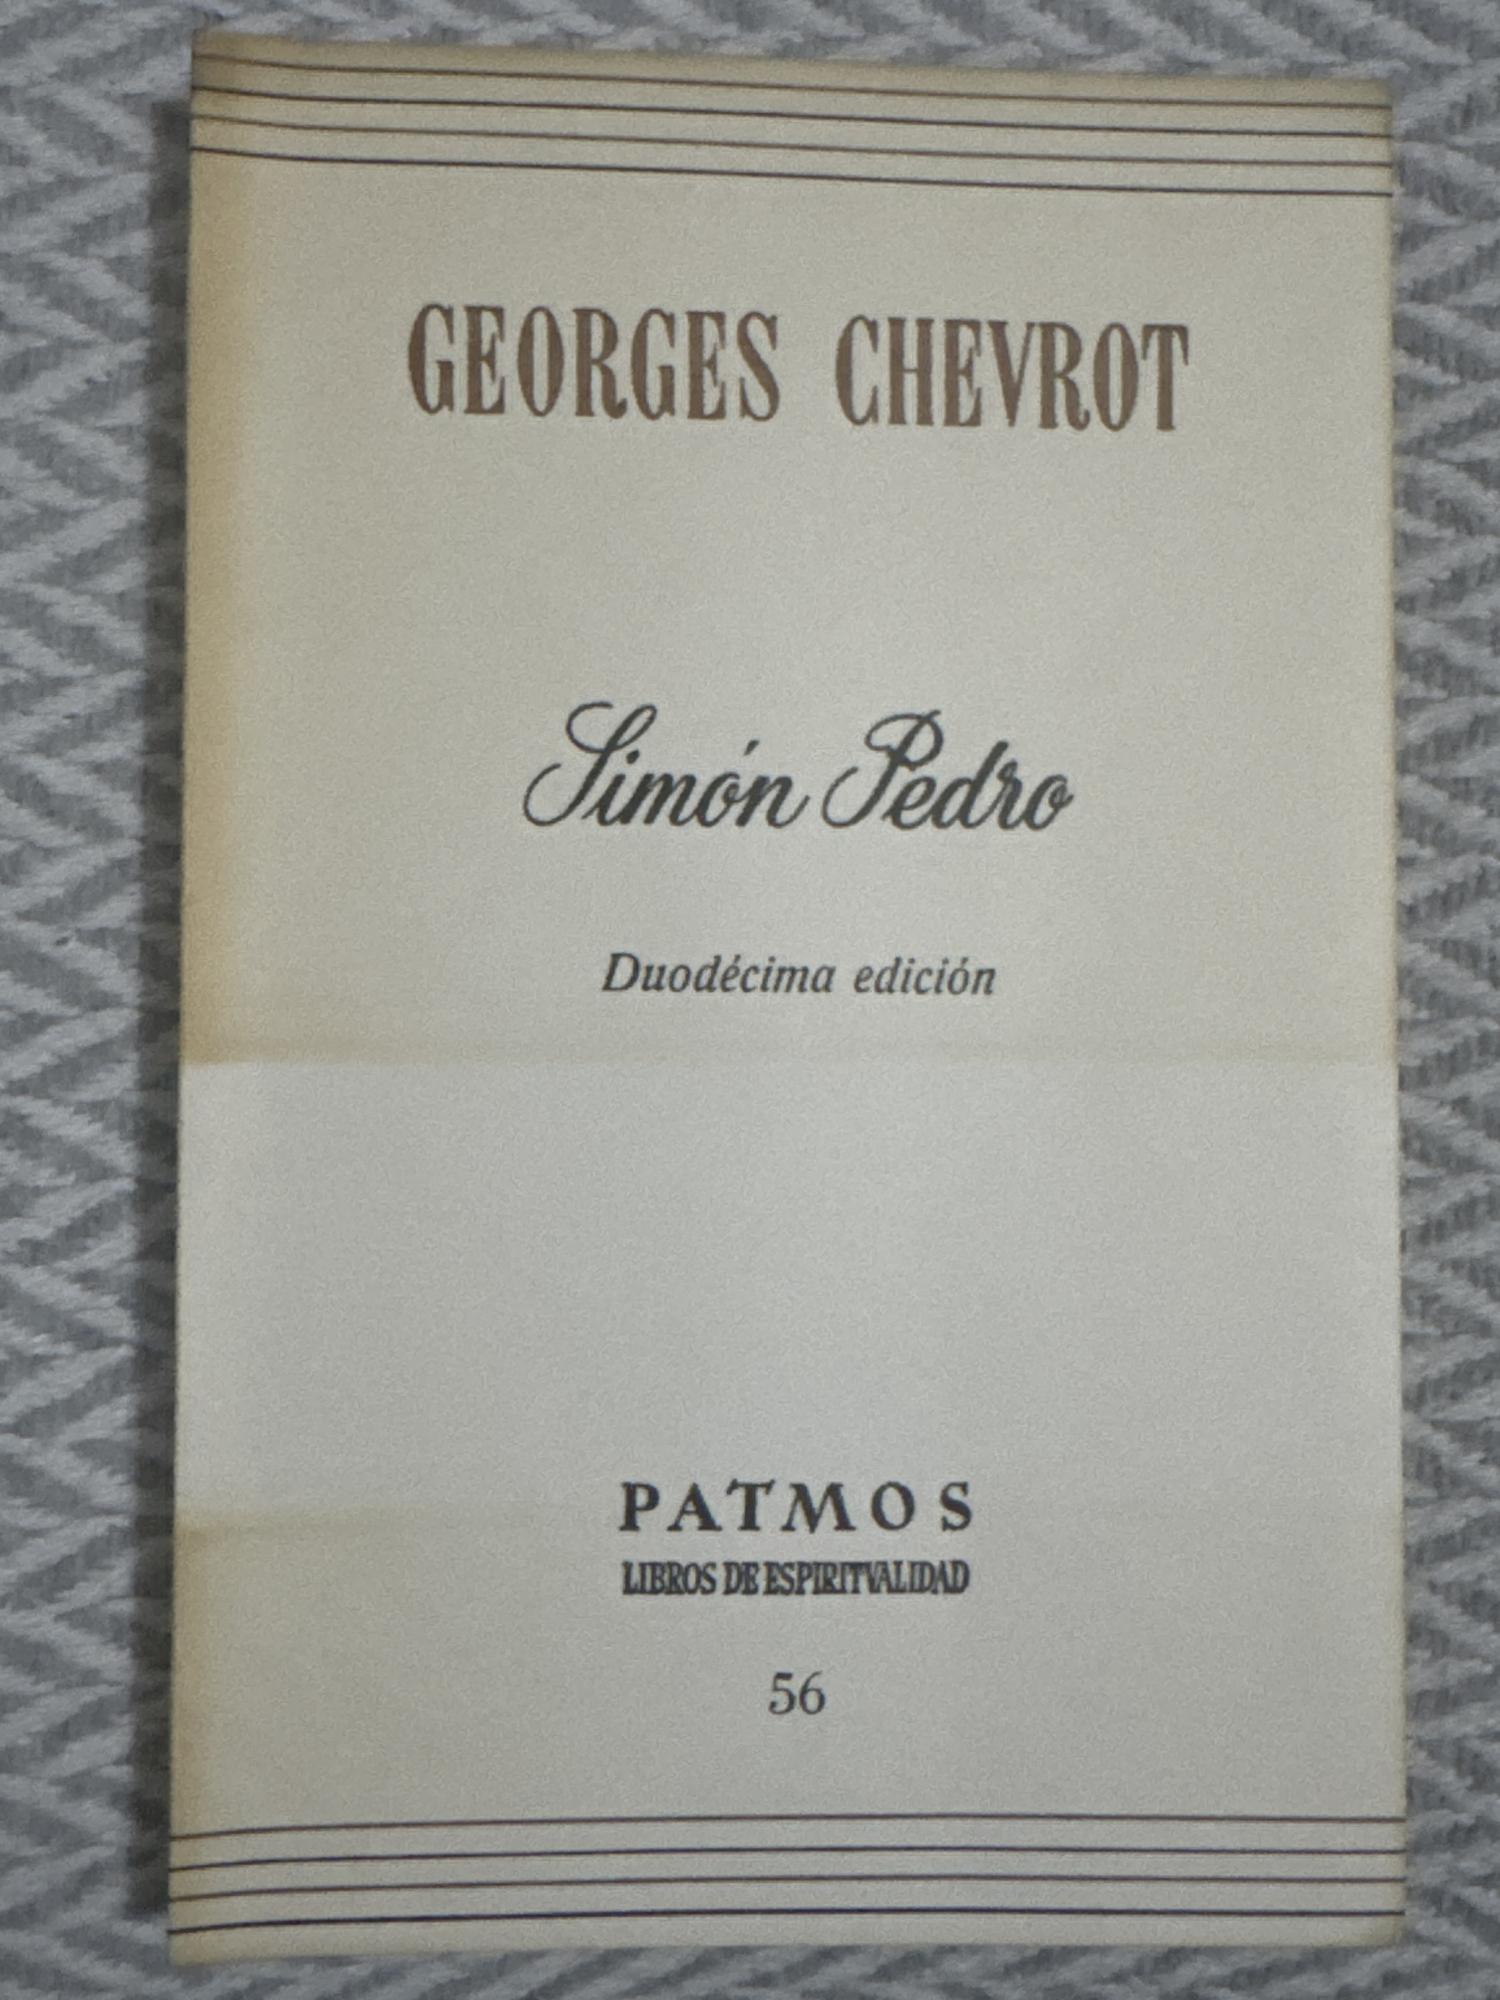 GEORGES CHEVROT
Simón Pedro
Duodécima edición
PATMOS
LIBROS DE ESPIRITVALIDAD
56